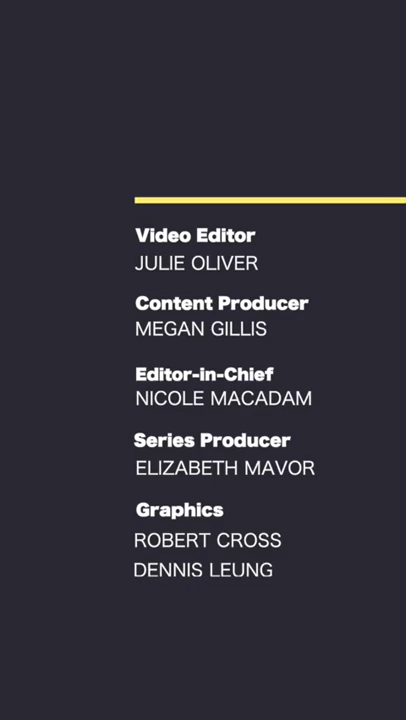 Video Editor
JULIE OLIVER
Content Producer
MEGAN GILLIS
Editor-in-Chief
NICOLE MACADAM
Series Producer
ELIZABETH MAVOR
Graphics
ROBERT CROSS
DENNIS LEUNG